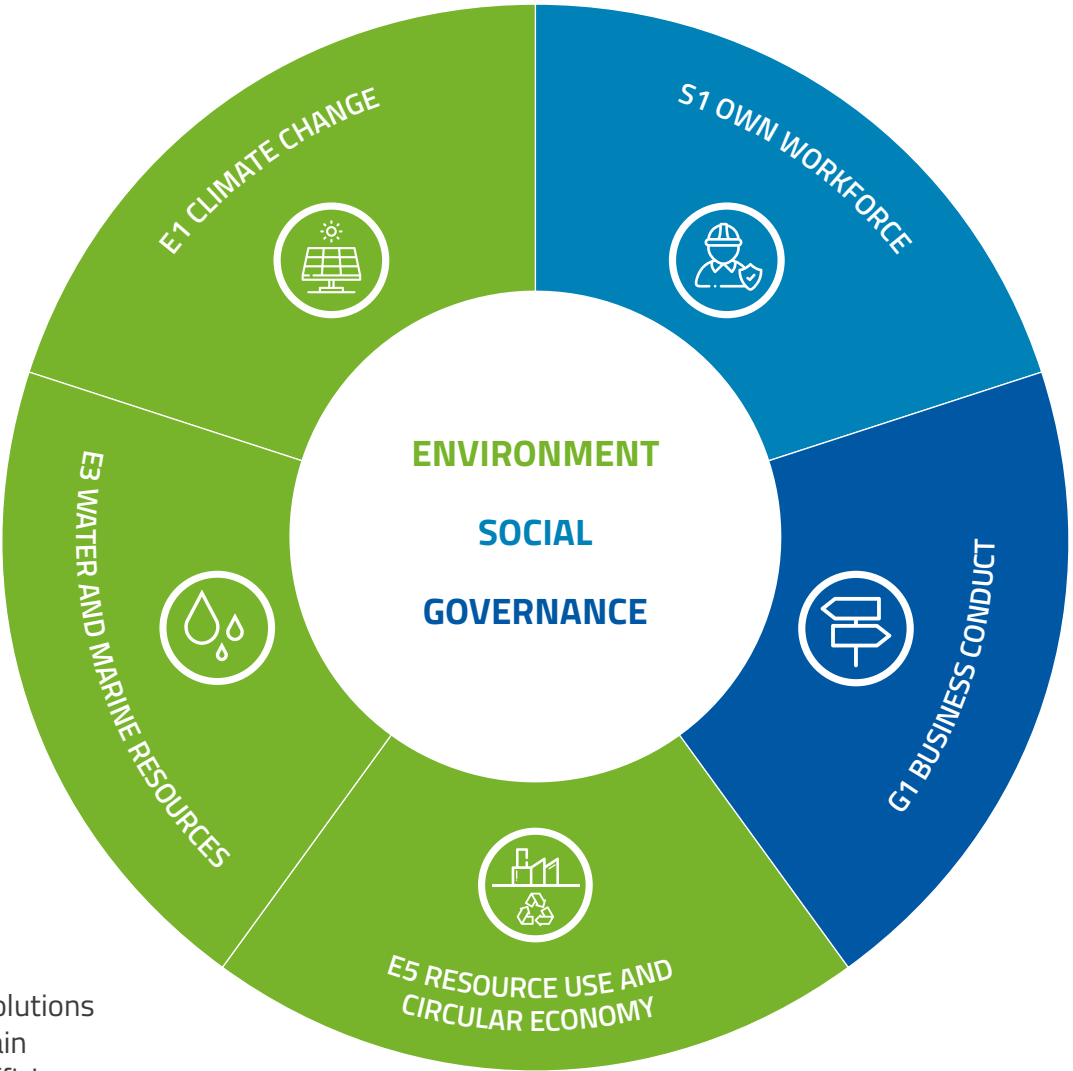 E1 CLIMATE CHANGE
S1 OWN WORKFORCE
ENVIRONMENT
SOCIAL
GOVERNANCE
E3 WATER AND MARINE RESOURCES
G1 BUSINESS CONDUCT
E5 RESOURCE USE AND
CIRCULAR ECONOMY
olutions
ain